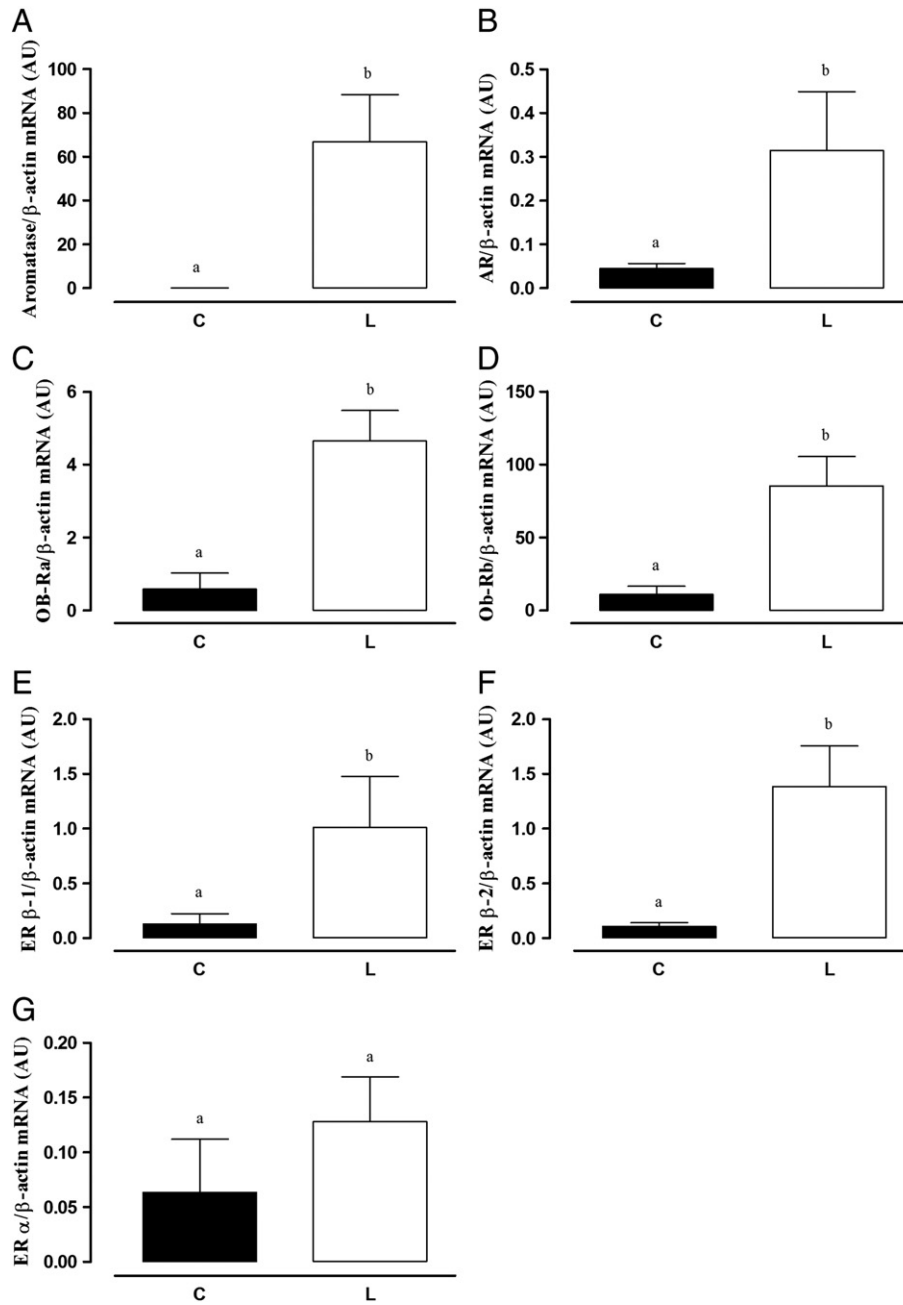 A
Aromatase/β-actin mRNA (AU)
100
80
60
40
20
0
a
b
C
L
B
AR/β-actin mRNA (AU)
0.5
0.4
0.3
0.2
0.1
0.0
a
b
C
L
C
OB-Ra/β-actin mRNA (AU)
6
4
2
0
a
b
C
L
D
Ob-Rb/β-actin mRNA (AU)
150
100
50
0
a
b
C
L
E
ER β-1/β-actin mRNA (AU)
2.0
1.5
1.0
0.5
0.0
a
b
C
L
F
ER β-2/β-actin mRNA (AU)
2.0
1.5
1.0
0.5
0.0
a
b
C
L
G
ER α/β-actin mRNA (AU)
0.20
0.15
0.10
0.05
0.00
a
a
C
L